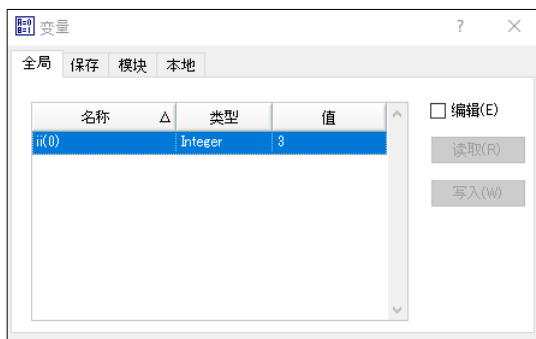 变量
全局 保存 模块 本地
名称 类型 值
编辑(E)
ii(0) Integer 3
读取(R)
写入(W)